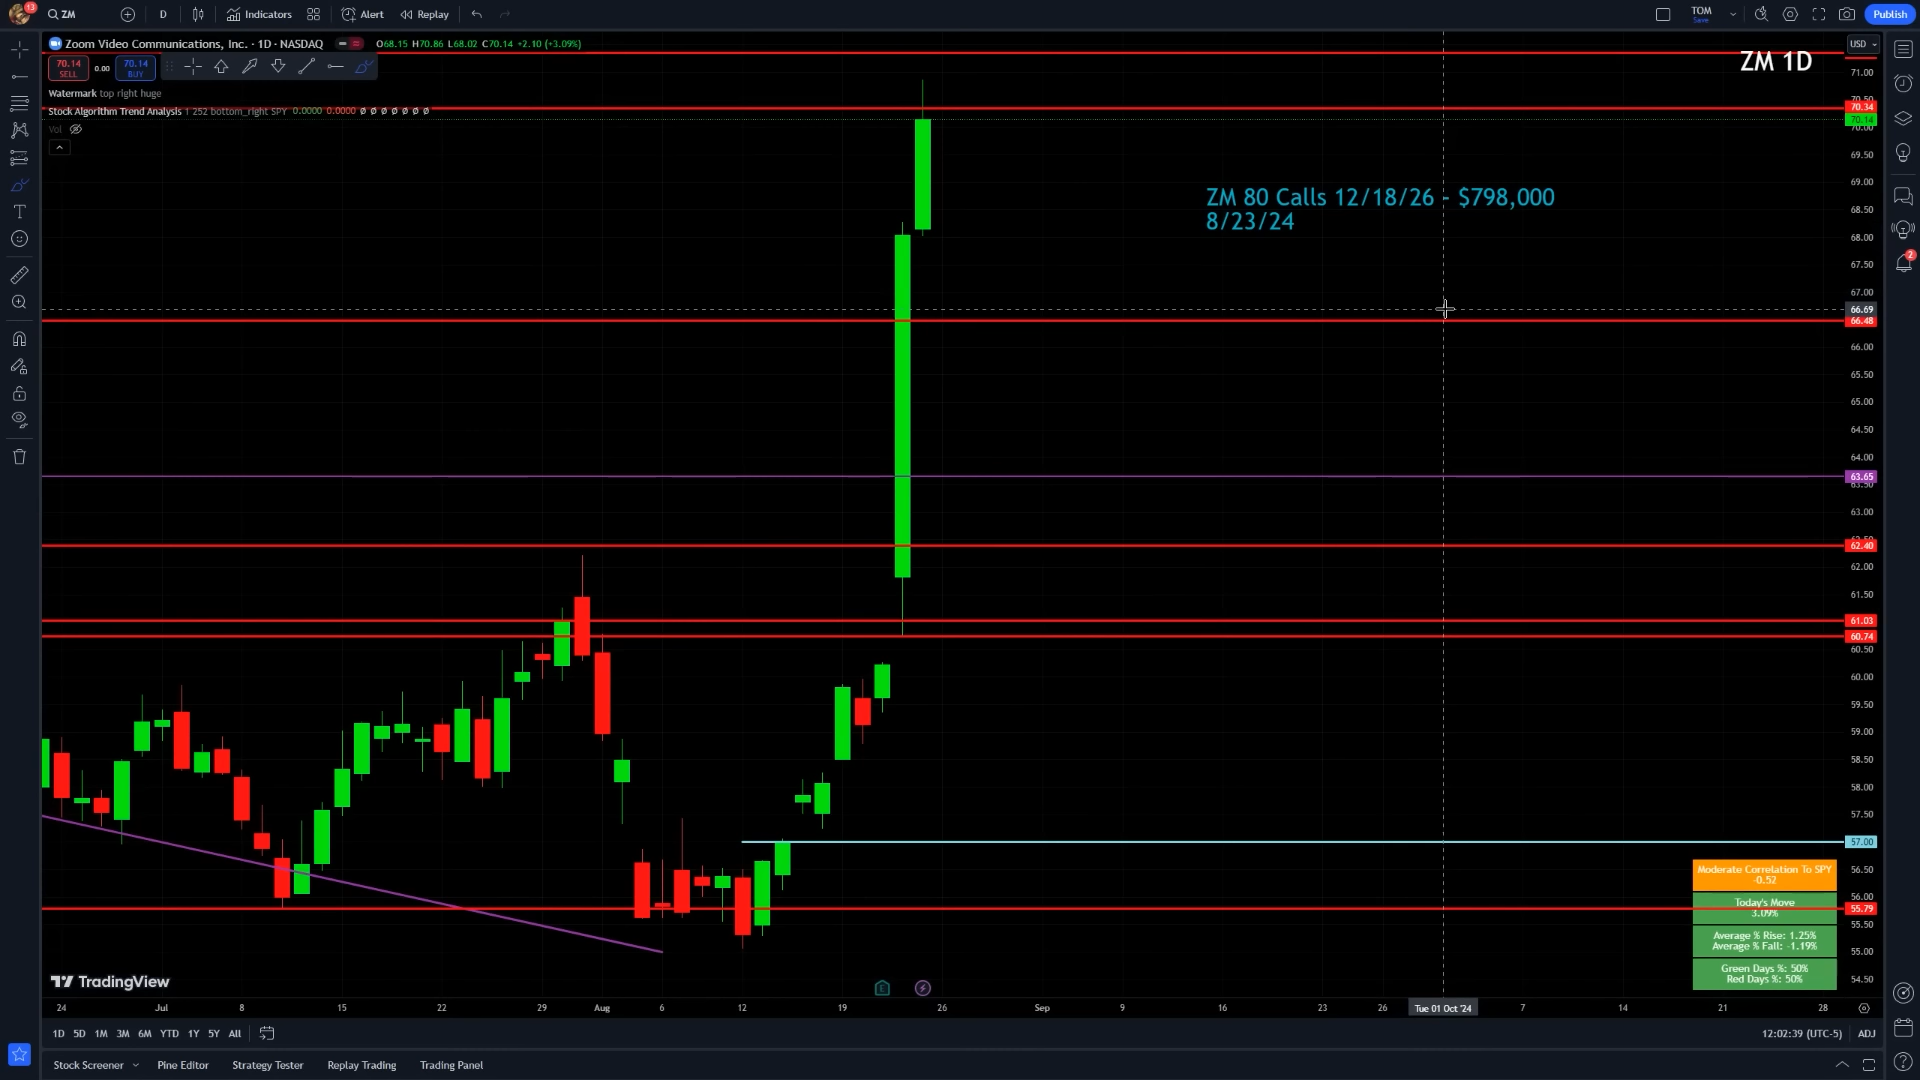 13
ZM
D
Indicators
Alert
Replay
TOM
Save
Publish
Zoom Video Communications, Inc. · 1D · NASDAQ
O68.15 H70.86 L68.02 C70.14 +2.10 (+3.09%)
USD
70.14
SELL
0.00
70.14
BUY
ZM 1D
Watermark top right huge
Stock Algorithm Trend Analysis 1 252 bottom_right SPY 0.0000 0.0000 ø ø ø ø ø ø ø
Vol
ZM 80 Calls 12/18/26 - $798,000
8/23/24
71.00
70.50
70.34
70.14
70.00
69.50
69.00
68.50
68.00
67.50
67.00
66.69
66.48
66.00
65.50
65.00
64.50
64.00
63.65
63.50
63.00
62.40
62.00
61.50
61.03
60.74
60.50
60.00
59.50
59.00
58.50
58.00
57.50
57.00
56.50
56.00
55.79
55.50
55.00
54.50
2
Moderate Correlation To SPY
-0.52
Today's Move
3.09%
Average % Rise: 1.25%
Average % Fall: -1.19%
Green Days %: 50%
Red Days %: 50%
TradingView
E
24 Jul 8 15 22 29 Aug 6 12 19 26 Sep 9 16 23 26 Tue 01 Oct '24 7 14 21 28
1D 5D 1M 3M 6M YTD 1Y 5Y All
12:02:39 (UTC-5)
ADJ
Stock Screener
Pine Editor
Strategy Tester
Replay Trading
Trading Panel